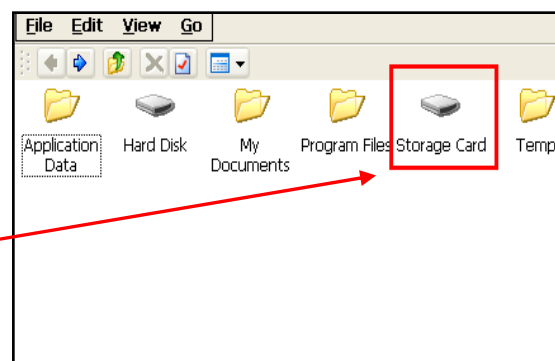 File Edit View Go
Application Data Hard Disk My Documents Program Files Storage Card Temp